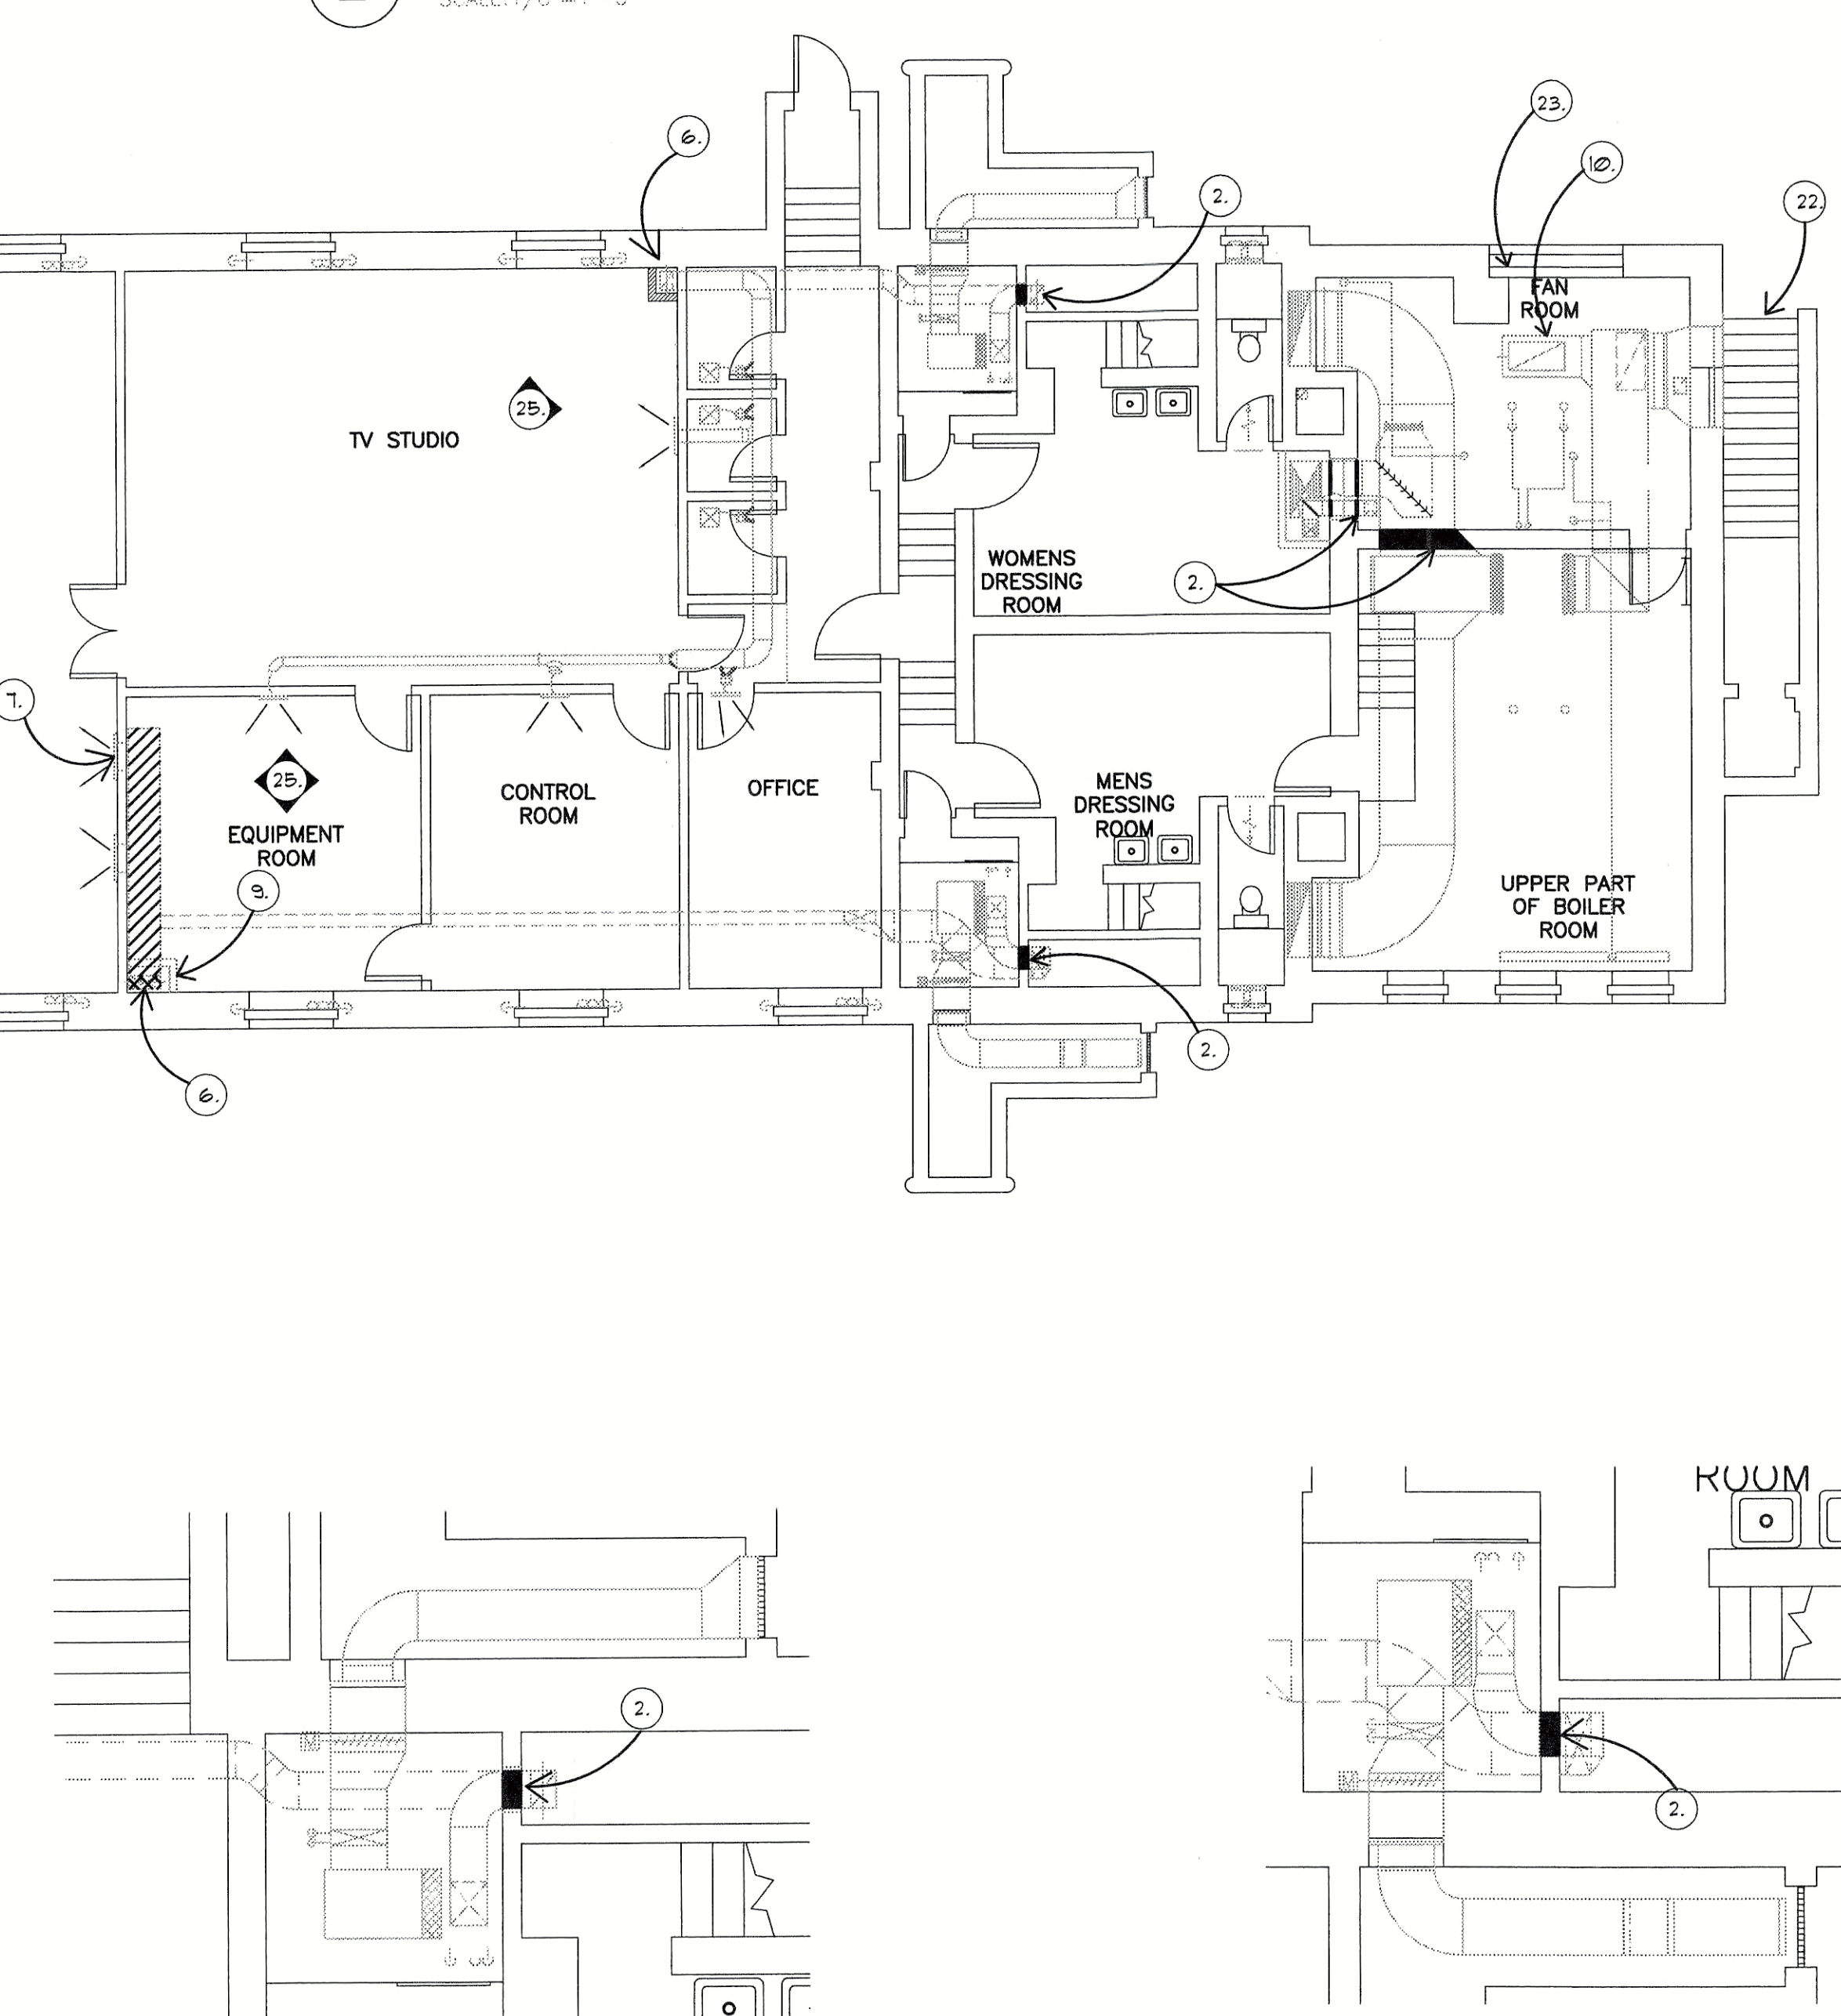 23.
6.
10.
2.
22.
FAN
ROOM
25.
TV STUDIO
WOMENS
DRESSING
ROOM
2.
7.
25.
EQUIPMENT
ROOM
CONTROL
ROOM
OFFICE
MENS
DRESSING
ROOM
9.
UPPER PART
OF BOILER
ROOM
2.
6.
ROOM
2.
2.